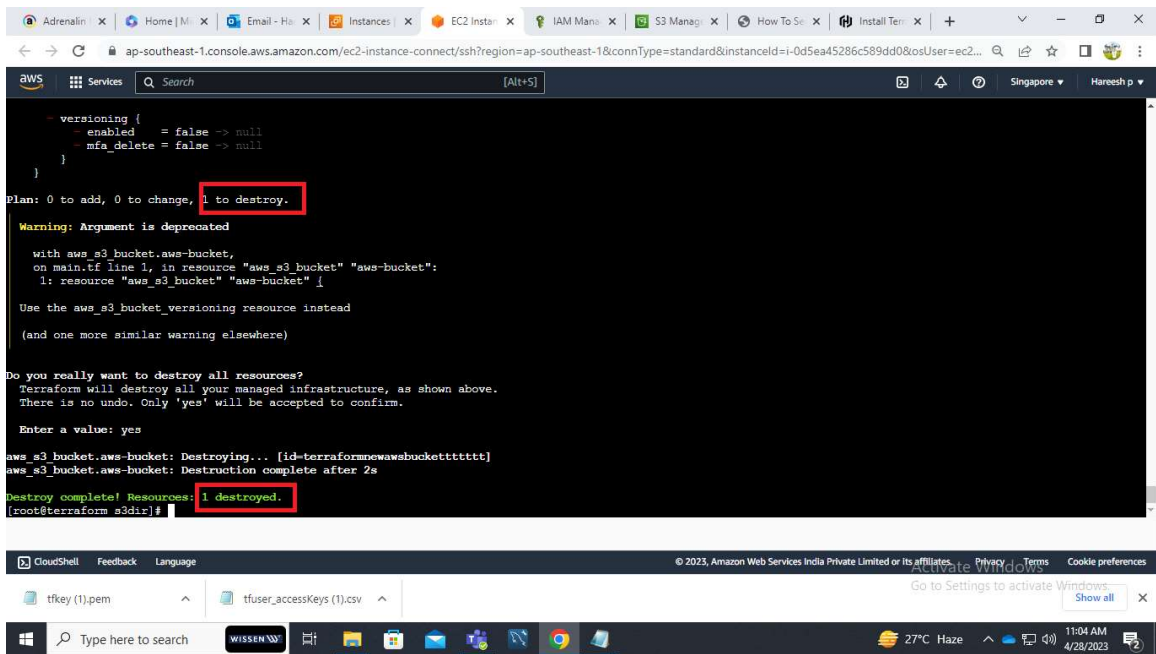 Adrenalin
Home | Mi
Email - Ha
Instances |
EC2 Instan
IAM Mana
S3 Manag
How To Se
Install Terr
ap-southeast-1.console.aws.amazon.com/ec2-instance-connect/ssh?region=ap-southeast-1&connType=standard&instanceId=i-0d5ea45286c589dd0&osUser=ec2...
aws
Services
Search
[Alt+S]
Singapore
Hareesh p
- versioning {
- enabled    = false -> null
- mfa_delete = false -> null
}
}
Plan: 0 to add, 0 to change, 1 to destroy.
Warning: Argument is deprecated
with aws_s3_bucket.aws-bucket,
on main.tf line 1, in resource "aws_s3_bucket" "aws-bucket":
1: resource "aws_s3_bucket" "aws-bucket" {
Use the aws_s3_bucket_versioning resource instead
(and one more similar warning elsewhere)
Do you really want to destroy all resources?
Terraform will destroy all your managed infrastructure, as shown above.
There is no undo. Only 'yes' will be accepted to confirm.
Enter a value: yes
aws_s3_bucket.aws-bucket: Destroying... [id=terraformnewawsbuckettttttt]
aws_s3_bucket.aws-bucket: Destruction complete after 2s
Destroy complete! Resources: 1 destroyed.
[root@terraform s3dir]#
CloudShell
Feedback
Language
© 2023, Amazon Web Services India Private Limited or its affiliates.
Privacy
Terms
Cookie preferences
Activate Windows
Go to Settings to activate Windows.
tfkey (1).pem
tfuser_accessKeys (1).csv
Show all
Type here to search
WISSEN
27°C Haze
11:04 AM
4/28/2023
2